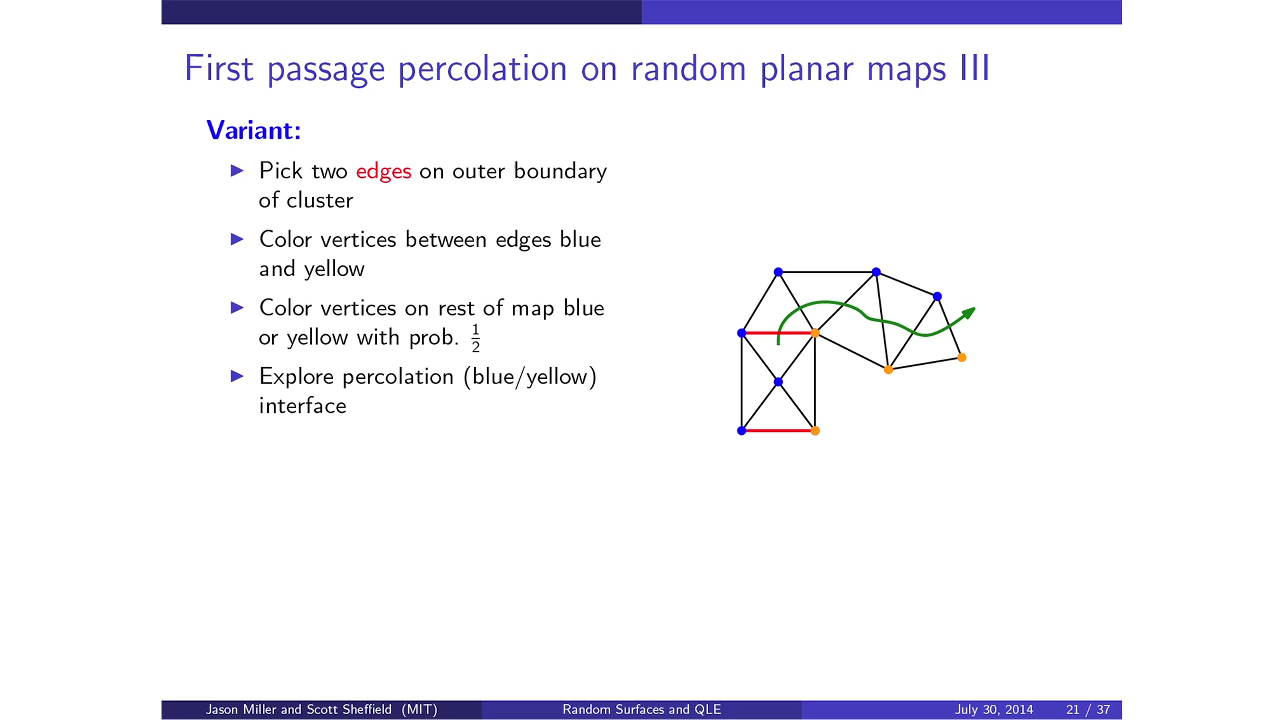 First passage percolation on random planar maps III
Variant:
▶ Pick two edges on outer boundary
of cluster
▶ Color vertices between edges blue
and yellow
▶ Color vertices on rest of map blue
or yellow with prob. 1/2
▶ Explore percolation (blue/yellow)
interface
Jason Miller and Scott Sheffield (MIT) Random Surfaces and QLE July 30, 2014 21 / 37